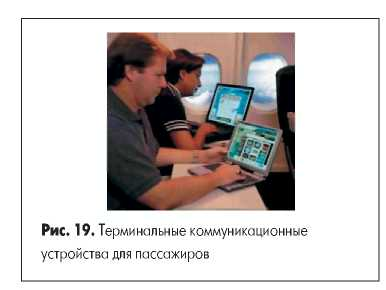 Рис. 19. Терминальные коммуникационные
устройства для пассажиров